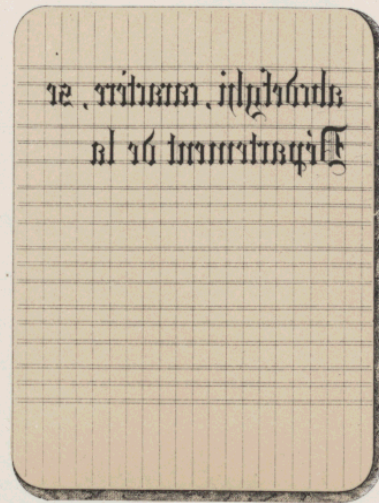 abcdefghi, caractère, se
Département de la